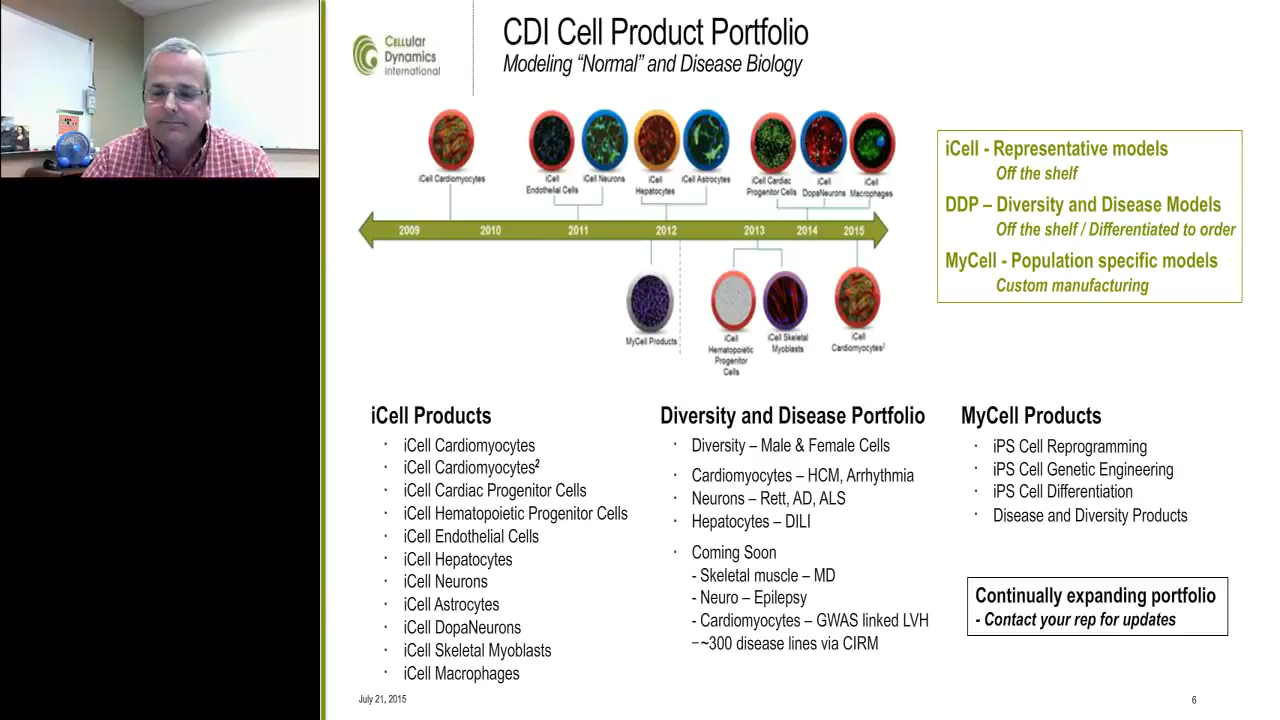 Cellular
Dynamics
international
CDI Cell Product Portfolio
Modeling “Normal” and Disease Biology
iCell Cardiomyocytes
iCell
Endothelial Cells
iCell Neurons
iCell
Hepatocytes
iCell Astrocytes
iCell Cardiac
Progenitor Cells
iCell
DopaNeurons
iCell
Macrophages
2009 2010 2011 2012 2013 2014 2015
MyCell Products
iCell
Hematopoietic
Progenitor
Cells
iCell Skeletal
Myoblasts
iCell
Cardiomyocytes²
iCell - Representative models
Off the shelf
DDP – Diversity and Disease Models
Off the shelf / Differentiated to order
MyCell - Population specific models
Custom manufacturing
iCell Products
· iCell Cardiomyocytes
· iCell Cardiomyocytes²
· iCell Cardiac Progenitor Cells
· iCell Hematopoietic Progenitor Cells
· iCell Endothelial Cells
· iCell Hepatocytes
· iCell Neurons
· iCell Astrocytes
· iCell DopaNeurons
· iCell Skeletal Myoblasts
· iCell Macrophages
Diversity and Disease Portfolio
· Diversity – Male & Female Cells
· Cardiomyocytes – HCM, Arrhythmia
· Neurons – Rett, AD, ALS
· Hepatocytes – DILI
· Coming Soon
- Skeletal muscle – MD
- Neuro – Epilepsy
- Cardiomyocytes – GWAS linked LVH
–~300 disease lines via CIRM
MyCell Products
· iPS Cell Reprogramming
· iPS Cell Genetic Engineering
· iPS Cell Differentiation
· Disease and Diversity Products
Continually expanding portfolio
- Contact your rep for updates
July 21, 2015
6